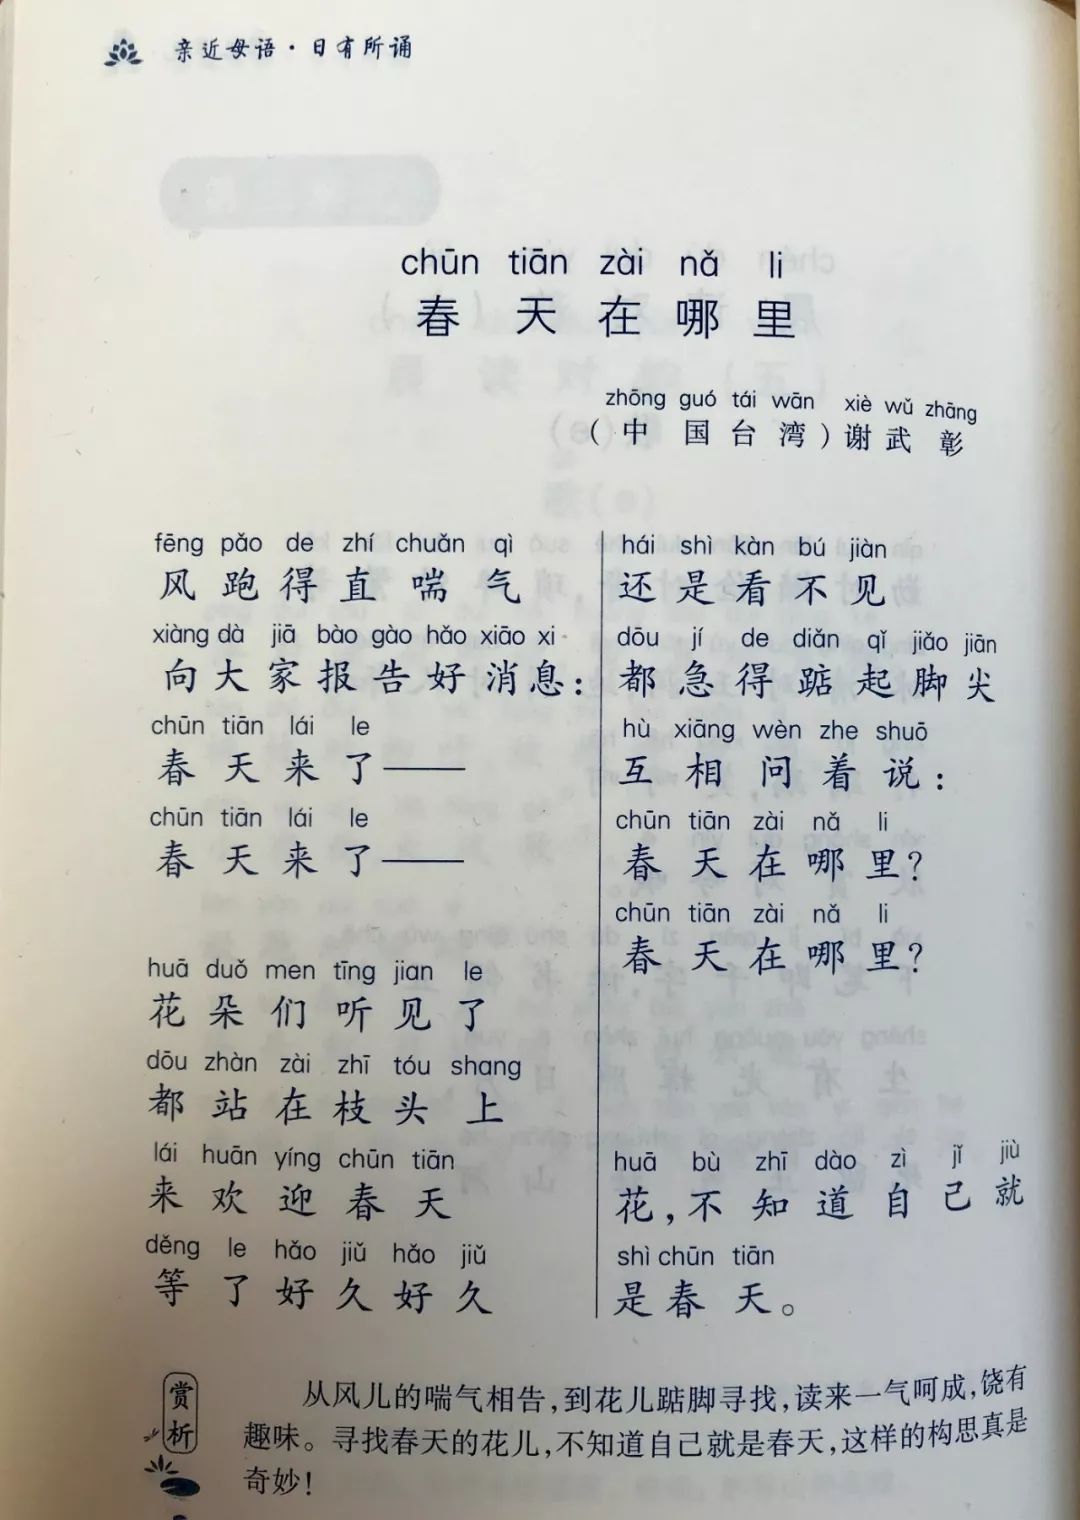 亲近母语·日有所诵
chūn tiān zài nǎ li
春天在哪里
zhōng guó tái wān xiè wǔ zhāng
(中国台湾)谢武彰
fēng pǎo de zhí chuǎn qì
风跑得直喘气
xiàng dà jiā bào gào hǎo xiāo xi
向大家报告好消息:
chūn tiān lái le
春天来了——
chūn tiān lái le
春天来了——
huā duǒ men tīng jian le
花朵们听见了
dōu zhàn zài zhī tóu shang
都站在枝头上
lái huān yíng chūn tiān
来欢迎春天
děng le hǎo jiǔ hǎo jiǔ
等了好久好久
hái shì kàn bú jiàn
还是看不见
dōu jí de diǎn qǐ jiǎo jiān
都急得踮起脚尖
hù xiāng wèn zhe shuō
互相问着说:
chūn tiān zài nǎ li
春天在哪里?
chūn tiān zài nǎ li
春天在哪里?
huā bù zhī dào zì jǐ jiù
花,不知道自己就
shì chūn tiān
是春天。
赏析
从风儿的喘气相告,到花儿踮脚寻找,读来一气呵成,饶有
趣味。寻找春天的花儿,不知道自己就是春天,这样的构思真是
奇妙!